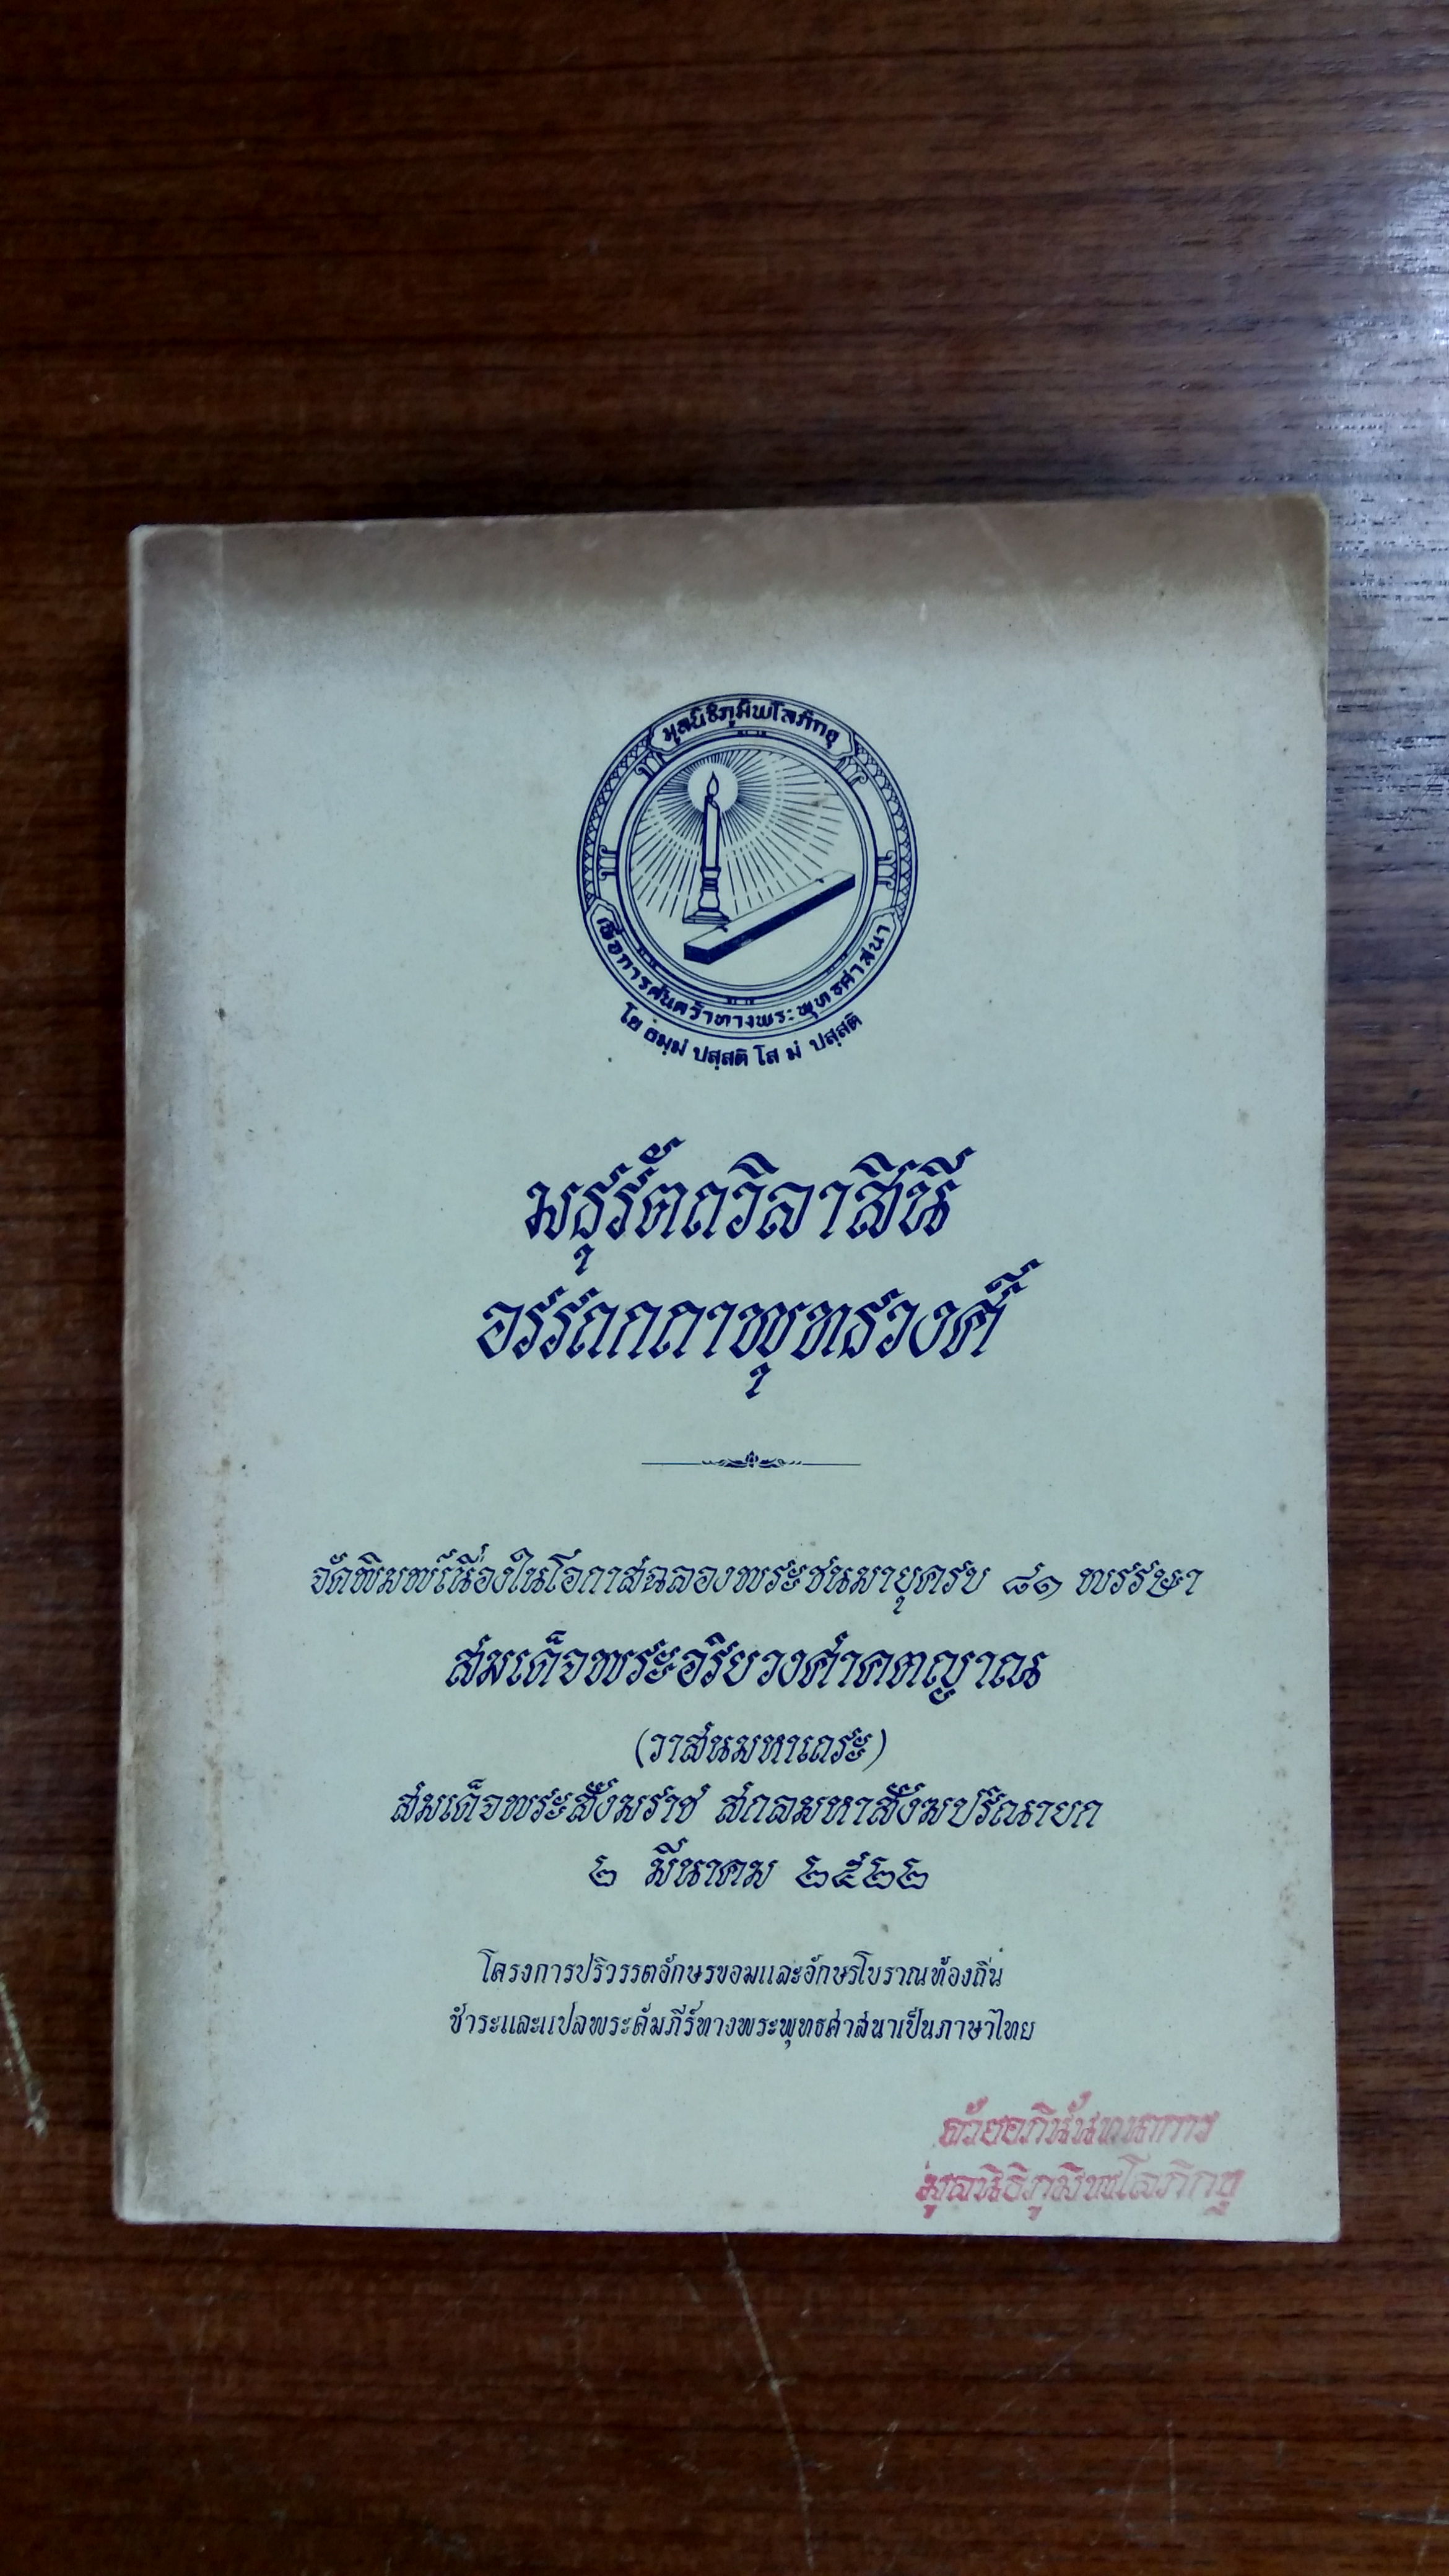 มูลนิธิภูมิพโลภิกขุ
เพื่อการค้นคว้าทางพระพุทธศาสนา
โย ธมฺมํ ปสฺสติ โส มํ ปสฺสติ
มธุรัตถวิลาสินี
อรรถกถาพุทธวงศ์
จัดพิมพ์เนื่องในโอกาสฉลองพระชนมายุครบ ๘๑ พรรษา
สมเด็จพระอริยวงศาคตญาณ
(วาสนมหาเถระ)
สมเด็จพระสังฆราช สกลมหาสังฆปริณายก
๒ มีนาคม ๒๕๒๒
โครงการปริวรรตอักษรขอมและอักษรโบราณท้องถิ่น
ชำระและแปลพระคัมภีร์ทางพระพุทธศาสนาเป็นภาษาไทย
ด้วยอภินันทนาการ
มูลนิธิภูมิพโลภิกขุ